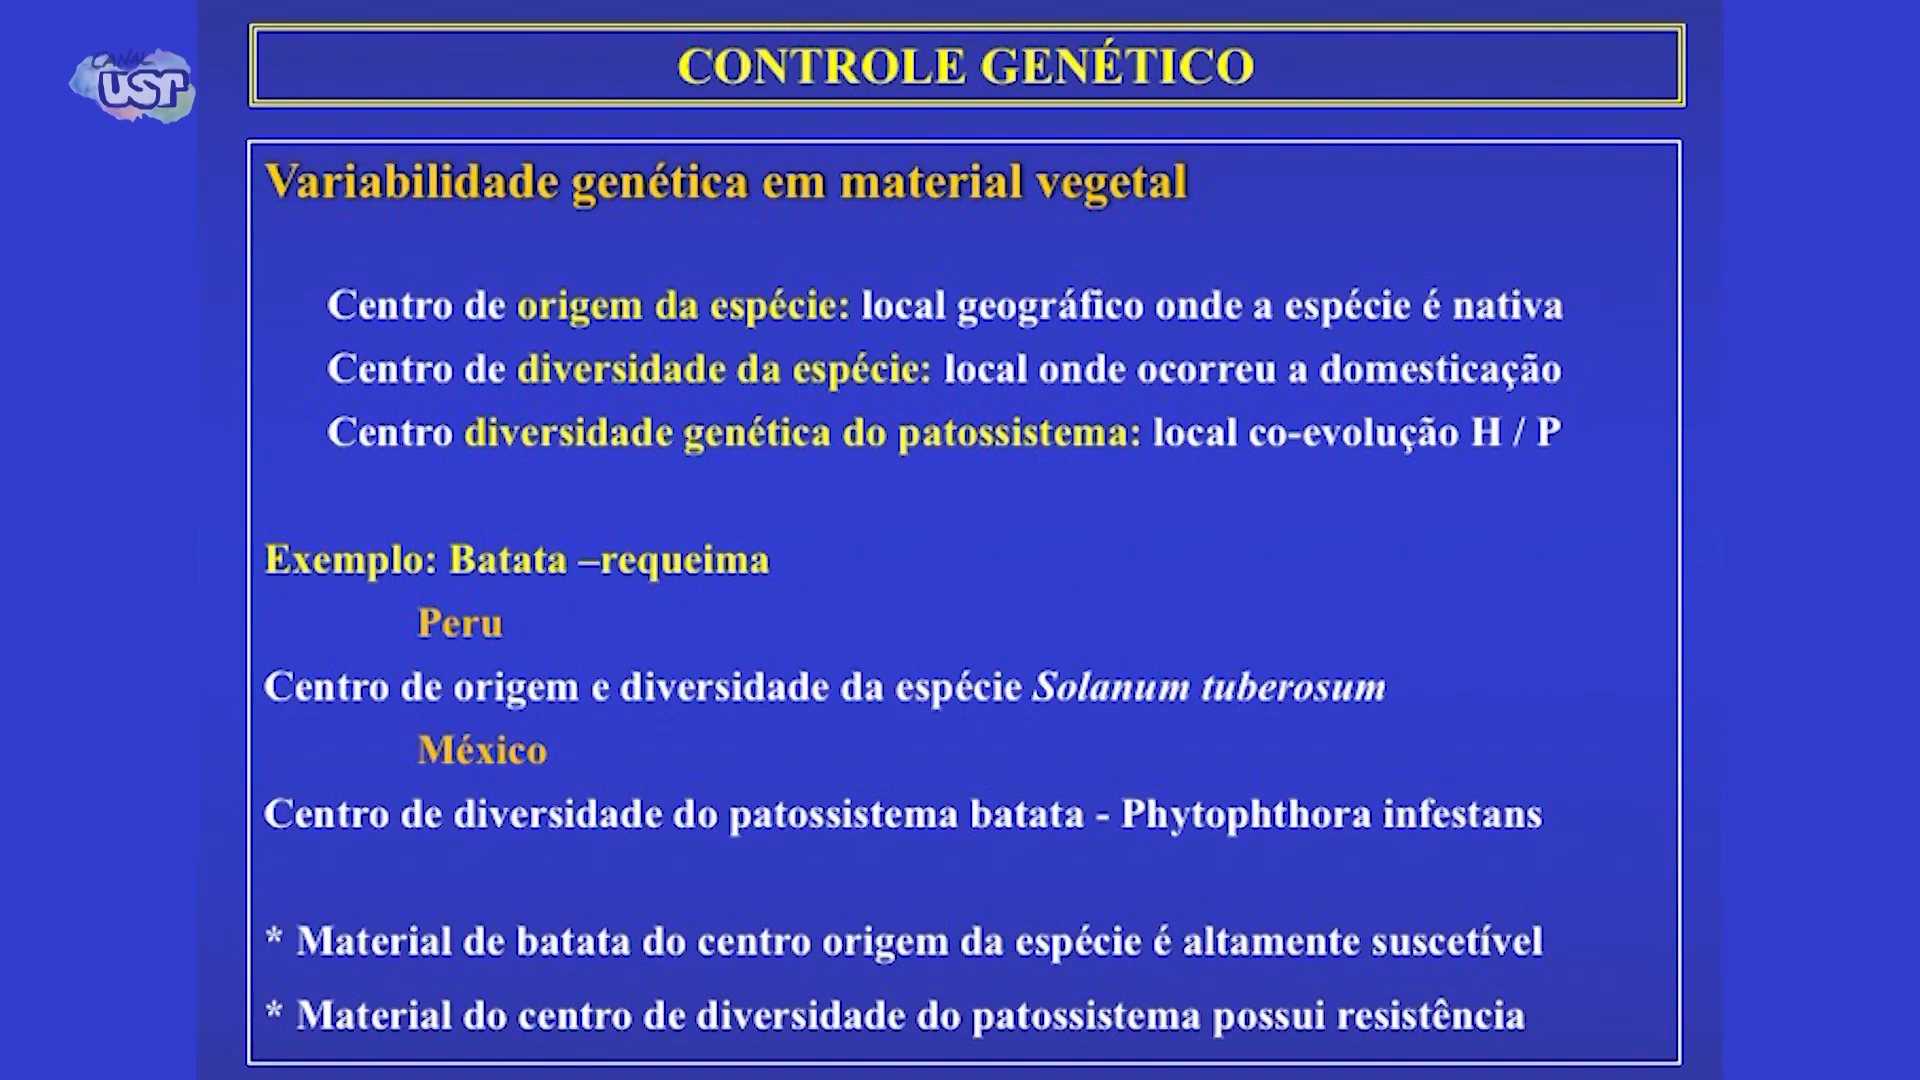 CANAL
USP
CONTROLE GENÉTICO
Variabilidade genética em material vegetal
Centro de origem da espécie: local geográfico onde a espécie é nativa
Centro de diversidade da espécie: local onde ocorreu a domesticação
Centro diversidade genética do patossistema: local co-evolução H / P
Exemplo: Batata –requeima
Peru
Centro de origem e diversidade da espécie Solanum tuberosum
México
Centro de diversidade do patossistema batata - Phytophthora infestans
* Material de batata do centro origem da espécie é altamente suscetível
* Material do centro de diversidade do patossistema possui resistência